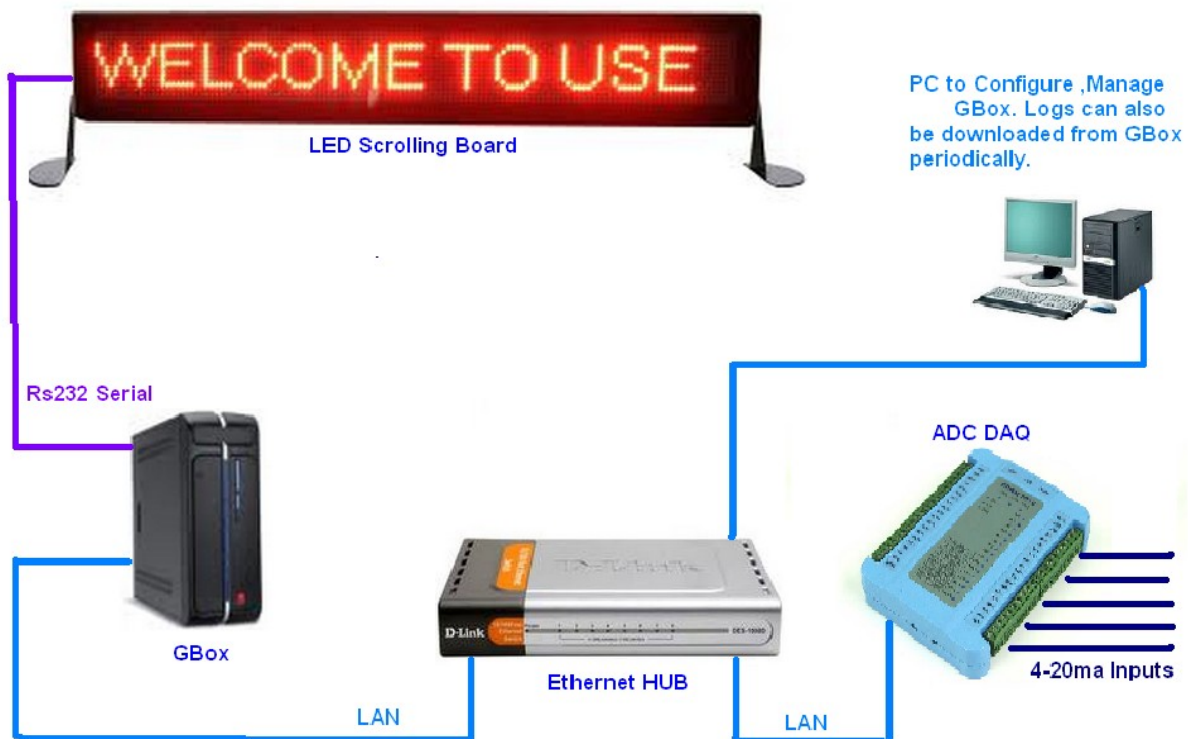 WELCOME TO USE
LED Scrolling Board
PC to Configure ,Manage
GBox. Logs can also
be downloaded from GBox
periodically.
Rs232 Serial
ADC DAQ
GBox
D-Link
D-Link
Ethernet HUB
4-20ma Inputs
LAN
LAN